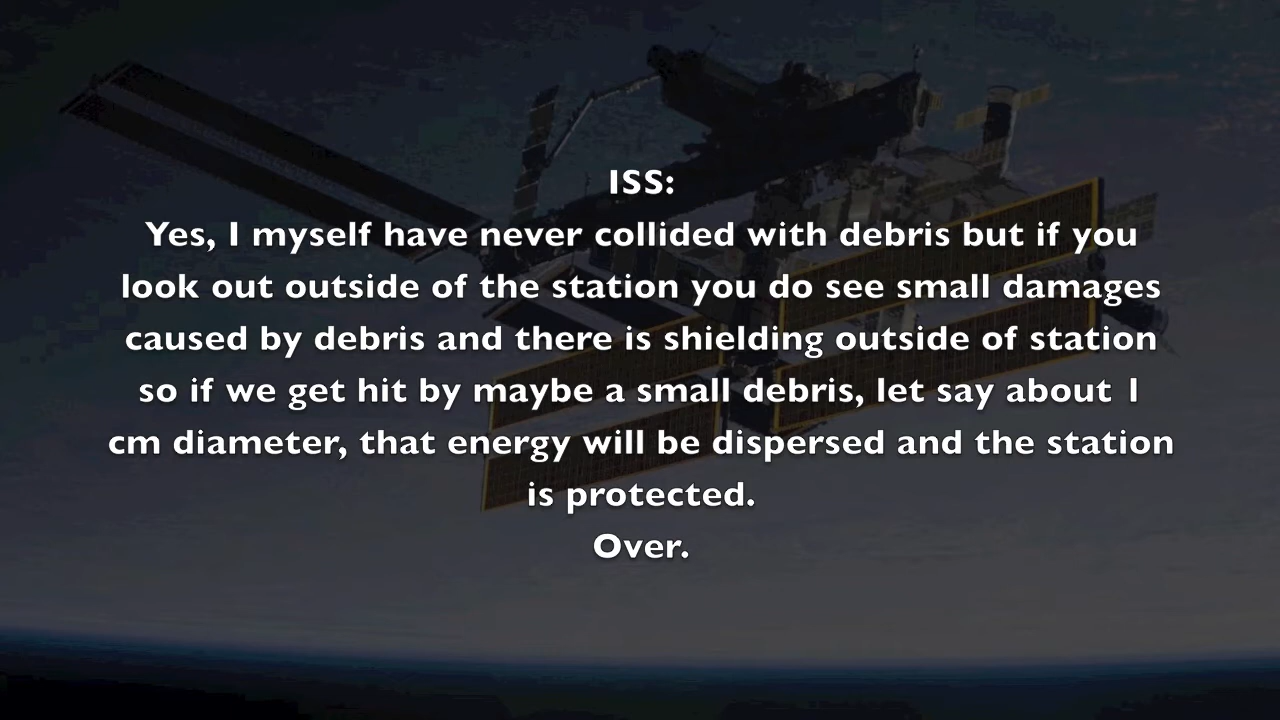 ISS:
Yes, I myself have never collided with debris but if you
look out outside of the station you do see small damages
caused by debris and there is shielding outside of station
so if we get hit by maybe a small debris, let say about 1
cm diameter, that energy will be dispersed and the station
is protected.
Over.